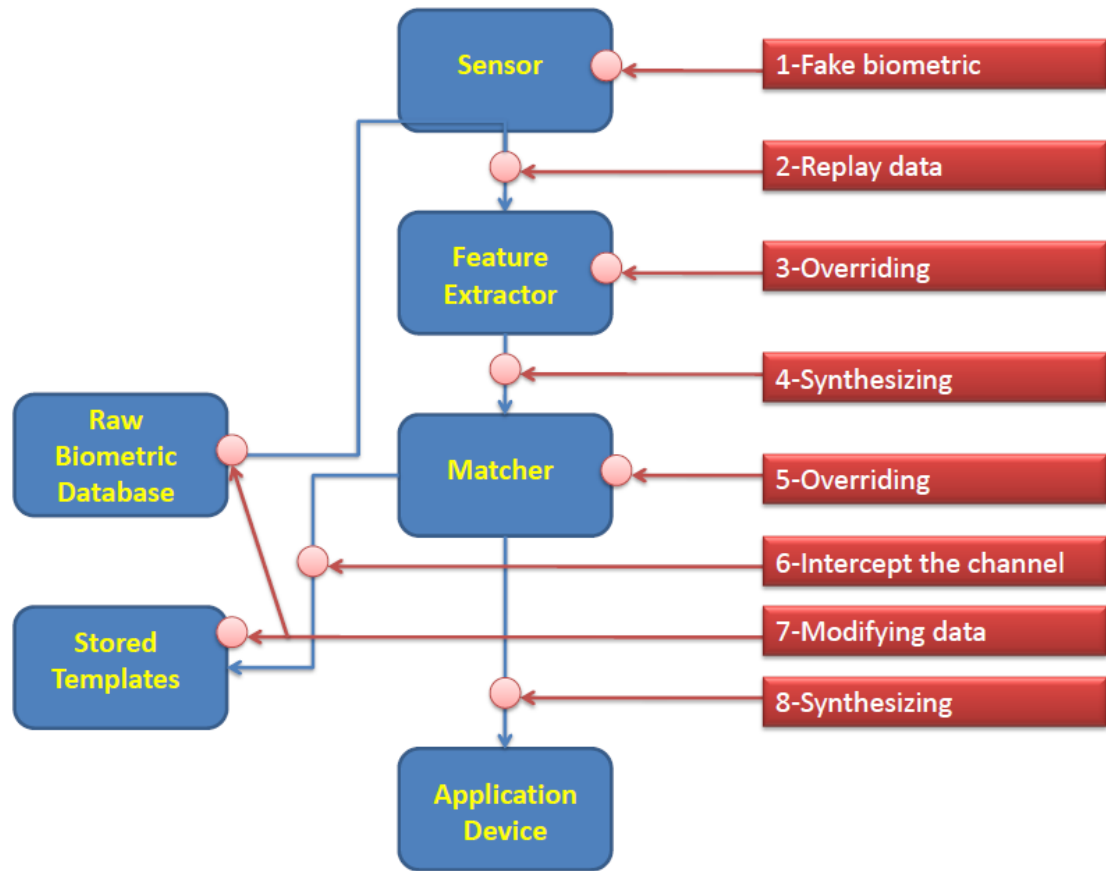 Sensor
1-Fake biometric
2-Replay data
Feature
Extractor
3-Overriding
4-Synthesizing
Raw
Biometric
Database
Matcher
5-Overriding
6-Intercept the channel
Stored
Templates
7-Modifying data
8-Synthesizing
Application
Device